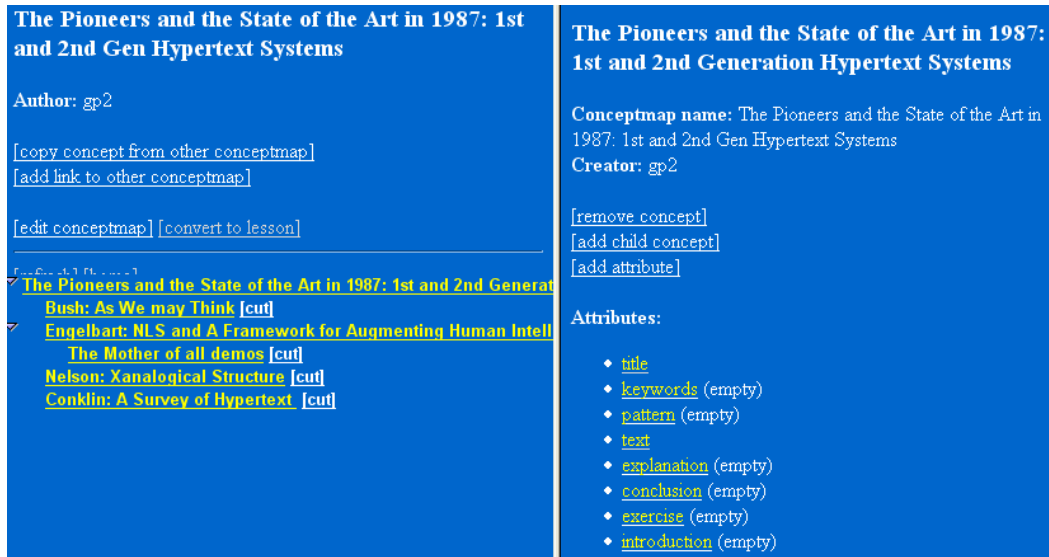 The Pioneers and the State of the Art in 1987: 1st
and 2nd Gen Hypertext Systems
Author: gp2
[copy concept from other conceptmap]
[add link to other conceptmap]
[edit conceptmap] [convert to lesson]
[refresh] [home]
The Pioneers and the State of the Art in 1987: 1st and 2nd Generat
Bush: As We may Think [cut]
Engelbart: NLS and A Framework for Augmenting Human Intell
The Mother of all demos [cut]
Nelson: Xanalogical Structure [cut]
Conklin: A Survey of Hypertext [cut]
The Pioneers and the State of the Art in 1987:
1st and 2nd Generation Hypertext Systems
Conceptmap name: The Pioneers and the State of the Art in
1987: 1st and 2nd Gen Hypertext Systems
Creator: gp2
[remove concept]
[add child concept]
[add attribute]
Attributes:
title
keywords (empty)
pattern (empty)
text
explanation (empty)
conclusion (empty)
exercise (empty)
introduction (empty)